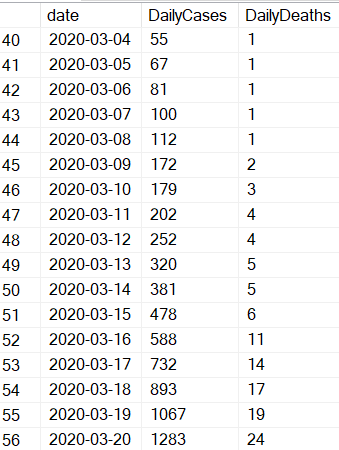 date DailyCases DailyDeaths
40 2020-03-04 55 1
41 2020-03-05 67 1
42 2020-03-06 81 1
43 2020-03-07 100 1
44 2020-03-08 112 1
45 2020-03-09 172 2
46 2020-03-10 179 3
47 2020-03-11 202 4
48 2020-03-12 252 4
49 2020-03-13 320 5
50 2020-03-14 381 5
51 2020-03-15 478 6
52 2020-03-16 588 11
53 2020-03-17 732 14
54 2020-03-18 893 17
55 2020-03-19 1067 19
56 2020-03-20 1283 24